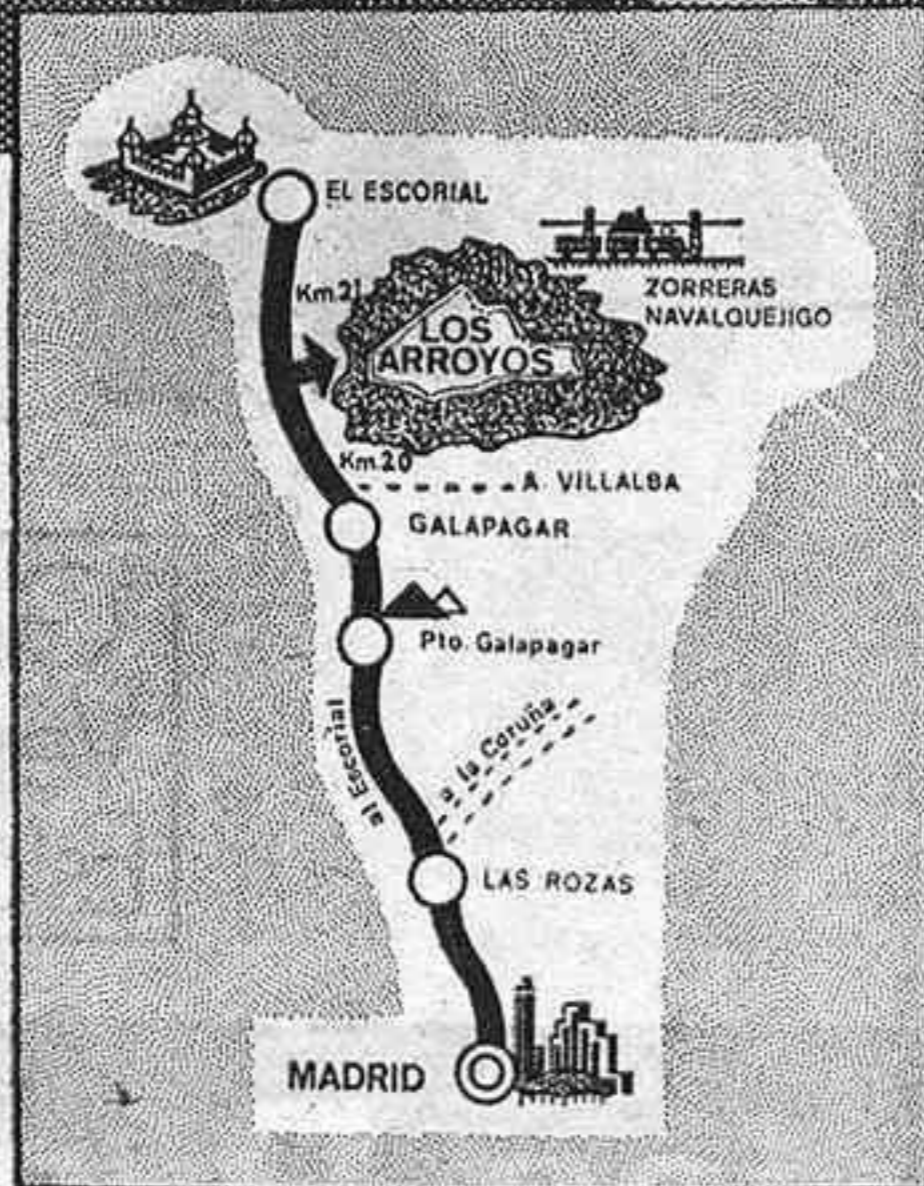 EL ESCORIAL
Km.21
ZORRERAS
NAVALQUEJIGO
LOS
ARROYOS
Km.20
A VILLALBA
GALAPAGAR
Pto. Galapagar
al Escorial
a la Coruña
LAS ROZAS
MADRID